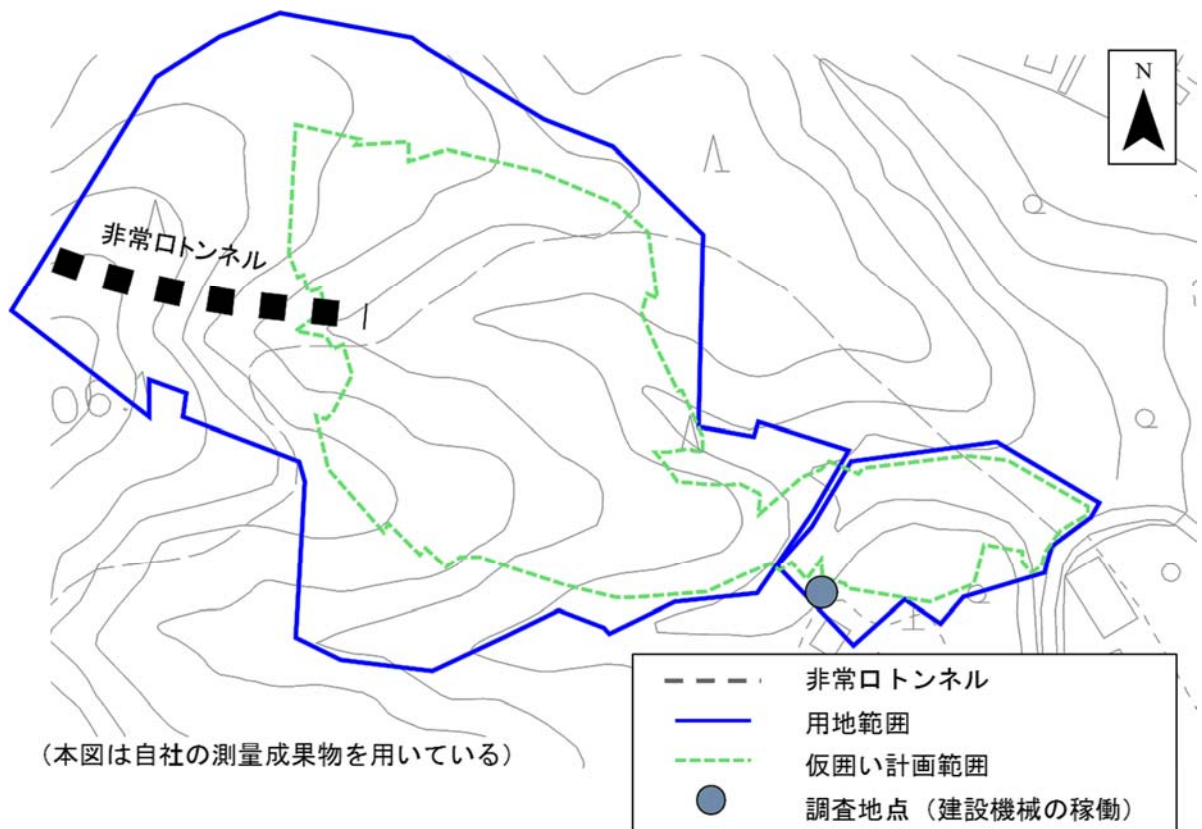 N
非常口トンネル
非常口トンネル
用地範囲
仮囲い計画範囲
調査地点（建設機械の稼働）
（本図は自社の測量成果物を用いている）